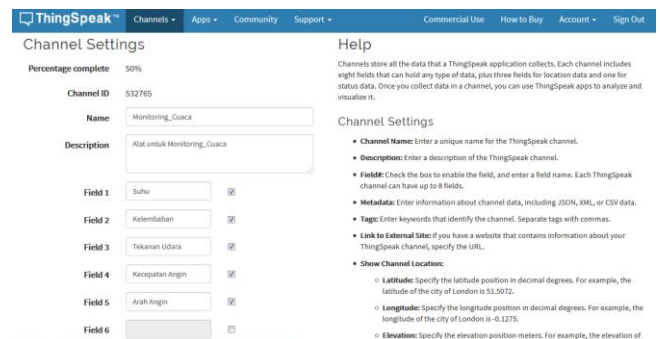 ThingSpeak™ Channels Apps Community Support Commercial Use How to Buy Account Sign Out
Channel Settings
Percentage complete 50%
Channel ID 532765
Name Monitoring_Cuaca
Description Alat untuk Monitoring_Cuaca
Field 1 Suhu
Field 2 Kelembaban
Field 3 Tekanan Udara
Field 4 Kecepatan Angin
Field 5 Arah Angin
Field 6
Help
Channels store all the data that a ThingSpeak application collects. Each channel includes
eight fields that can hold any type of data, plus three fields for location data and one for
status data. Once you collect data in a channel, you can use ThingSpeak apps to analyze and
visualize it.
Channel Settings
Channel Name: Enter a unique name for the ThingSpeak channel.
Description: Enter a description of the ThingSpeak channel.
Field#: Check the box to enable the field, and enter a field name. Each ThingSpeak
channel can have up to 8 fields.
Metadata: Enter information about channel data, including JSON, XML, or CSV data.
Tags: Enter keywords that identify the channel. Separate tags with commas.
Link to External Site: If you have a website that contains information about your
ThingSpeak channel, specify the URL.
Show Channel Location:
Latitude: Specify the latitude position in decimal degrees. For example, the
latitude of the city of London is 51.5072.
Longitude: Specify the longitude position in decimal degrees. For example, the
longitude of the city of London is -0.1275.
Elevation: Specify the elevation position meters. For example, the elevation of